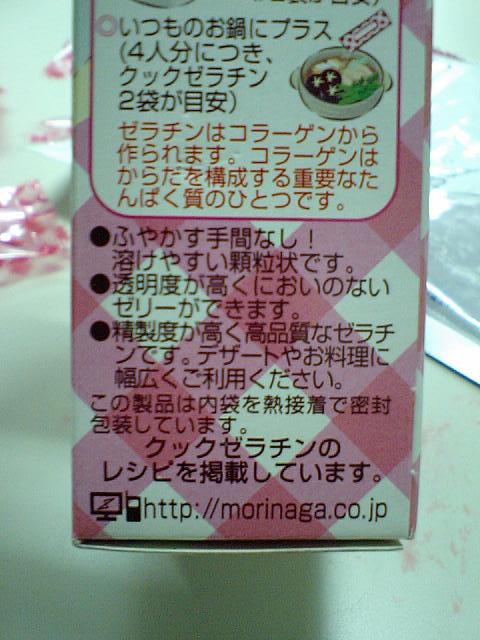 ◎いつものお鍋にプラス
(4人分につき、
クックゼラチン
2袋が目安)
ゼラチンはコラーゲンから
作られます。コラーゲンは
からだを構成する重要なた
んぱく質のひとつです。
●ふやかす手間なし!
溶けやすい顆粒状です。
●透明度が高くにおいのない
ゼリーができます。
●精製度が高く高品質なゼラチ
ンです。デザートやお料理に
幅広くご利用ください。
この製品は内袋を熱接着で密封
包装しています。
クックゼラチンの
レシピを掲載しています。
http://morinaga.co.jp